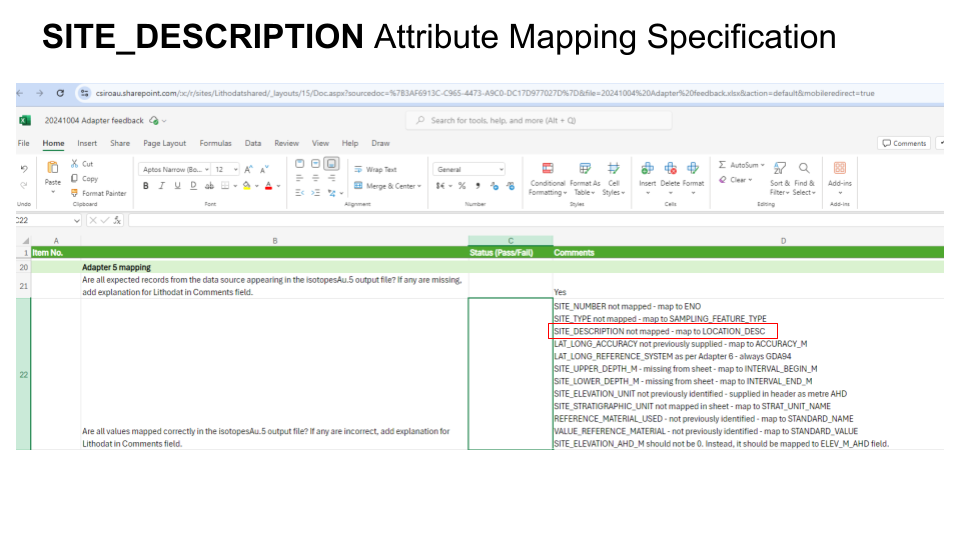 SITE_DESCRIPTION Attribute Mapping Specification
csiroau.sharepoint.com/:x:/r/sites/Lithodatshared/_layouts/15/Doc.aspx?sourcedoc=%7B3AF6913C-C965-4473-A9C0-DC17D977027D%7D&file=20241004%20Adapter%20feedback.xlsx&action=default&mobileredirect=true
20241004 Adapter feedback
Search for tools, help, and more (Alt + Q)
File Home Insert Share Page Layout Formulas Data Review View Help Draw Comments
Cut
Copy
Format Painter
Paste
Undo
Clipboard
Aptos Narrow (Bo... 12
B I U D ab
Font
Wrap Text
Merge & Center
Alignment
General
Number
Conditional Formatting
Format As Table
Cell Styles
Styles
Insert Delete Format
Cells
AutoSum
Clear
Sort & Filter
Find & Select
Editing
Add-ins
Add-ins
C22
fx
A B C D
1 Item No. Status (Pass/Fail) Comments
20 Adapter 5 mapping
21 Are all expected records from the data source appearing in the isotopesAu.5 output file? If any are missing,
add explanation for Lithodat in Comments field. Yes
SITE_NUMBER not mapped - map to ENO
SITE_TYPE not mapped - map to SAMPLING_FEATURE_TYPE
SITE_DESCRIPTION not mapped - map to LOCATION_DESC
LAT_LONG_ACCURACY not previously supplied - map to ACCURACY_M
LAT_LONG_REFERENCE_SYSTEM as per Adapter 6 - always GDA94
SITE_UPPER_DEPTH_M - missing from sheet - map to INTERVAL_BEGIN_M
22 SITE_LOWER_DEPTH_M - missing from sheet - map to INTERVAL_END_M
SITE_ELEVATION_UNIT not previously identified - supplied in header as metre AHD
SITE_STRATIGRAPHIC_UNIT not mapped in sheet - map to STRAT_UNIT_NAME
REFERENCE_MATERIAL_USED - not previously identified - map to STANDARD_NAME
Are all values mapped correctly in the isotopesAu.5 output file? If any are incorrect, add explanation for VALUE_REFERENCE_MATERIAL - not previously identified - map to STANDARD_VALUE
Lithodat in Comments field. SITE_ELEVATION_AHD_M should not be 0. Instead, it should be mapped to ELEV_M_AHD field.